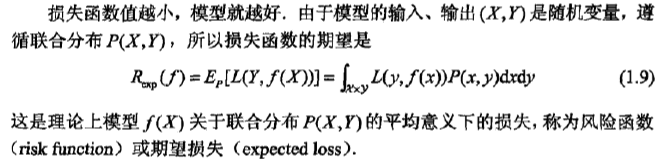 损失函数值越小，模型就越好．由于模型的输入、输出 (X,Y) 是随机变量，遵
循联合分布 P(X,Y)，所以损失函数的期望是
R_exp(f) = E_P[L(Y, f(X))] = ∫_{𝒳×𝒴} L(y, f(x))P(x, y)dxdy (1.9)
这是理论上模型 f(X) 关于联合分布 P(X,Y) 的平均意义下的损失，称为风险函数
（risk function）或期望损失（expected loss）．